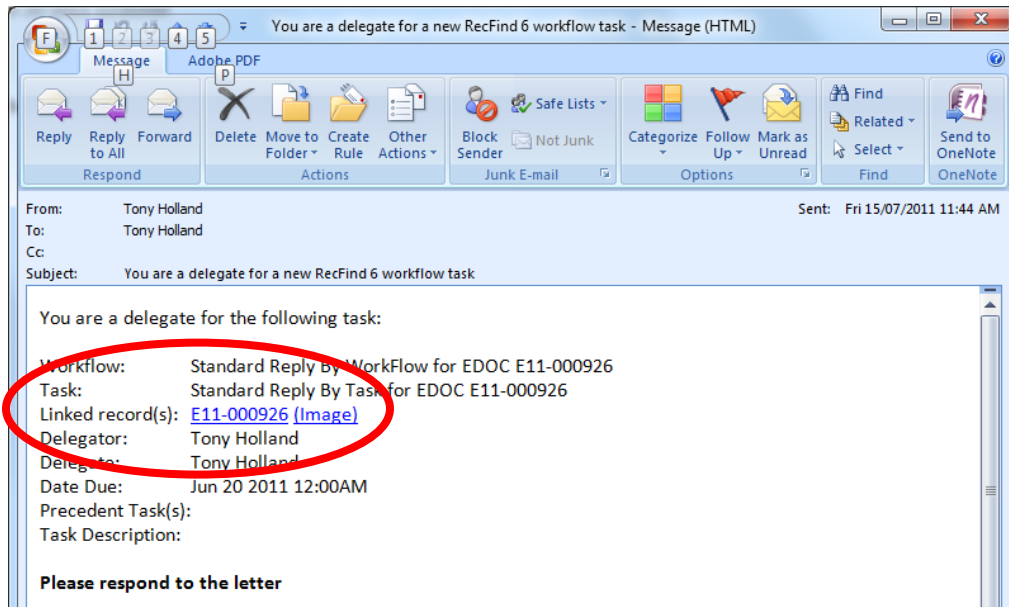 You are a delegate for a new RecFind 6 workflow task - Message (HTML)
F 1 2 3 4 5
Message Adobe PDF
H P
Reply Reply to All Forward
Respond
Delete Move to Folder Create Rule Other Actions
Actions
Block Sender Safe Lists Not Junk
Junk E-mail
Categorize Follow Up Mark as Unread
Options
Find Related Select
Find
Send to OneNote
OneNote
From: Tony Holland Sent: Fri 15/07/2011 11:44 AM
To: Tony Holland
Cc:
Subject: You are a delegate for a new RecFind 6 workflow task
You are a delegate for the following task:
Workflow: Standard Reply By WorkFlow for EDOC E11-000926
Task: Standard Reply By Task for EDOC E11-000926
Linked record(s): E11-000926 (Image)
Delegator: Tony Holland
Delegate: Tony Holland
Date Due: Jun 20 2011 12:00AM
Precedent Task(s):
Task Description:
Please respond to the letter